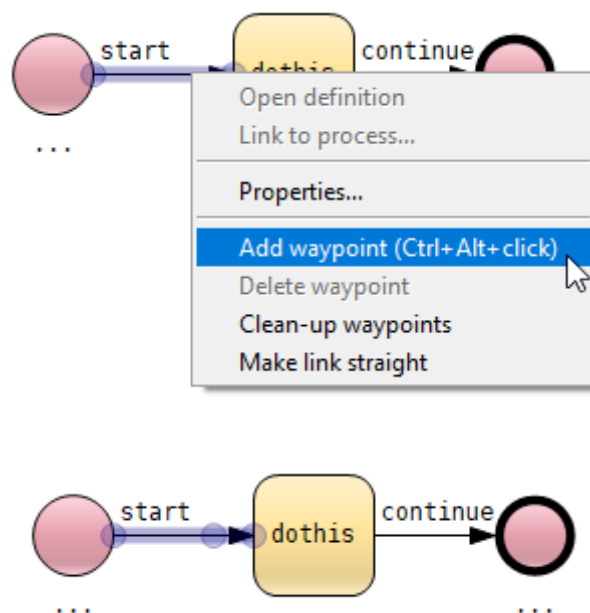 start
continue
dothis
...
Open definition
Link to process...
Properties...
Add waypoint (Ctrl+Alt+click)
Delete waypoint
Clean-up waypoints
Make link straight
start
continue
dothis
...
...